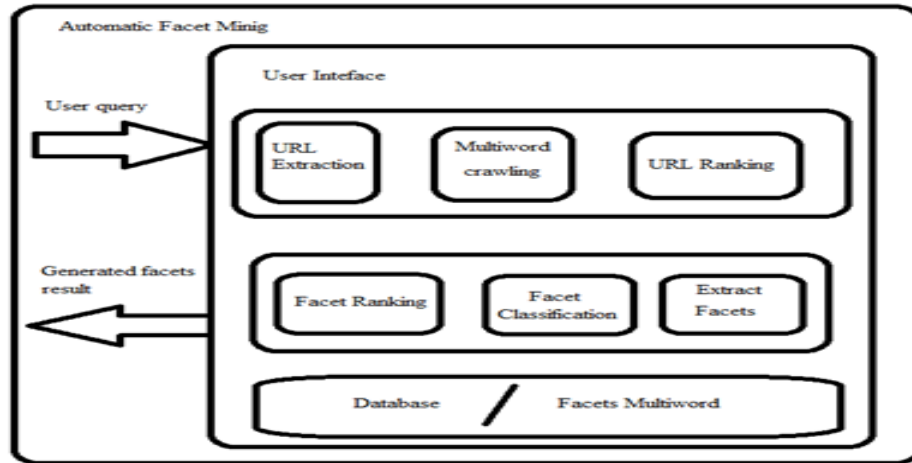 Automatic Facet Minig
User Inteface
User query
URL
Extraction
Multiword
crawling
URL Ranking
Generated facets
result
Facet Ranking
Facet
Classification
Extract
Facets
Database / Facets Multiword